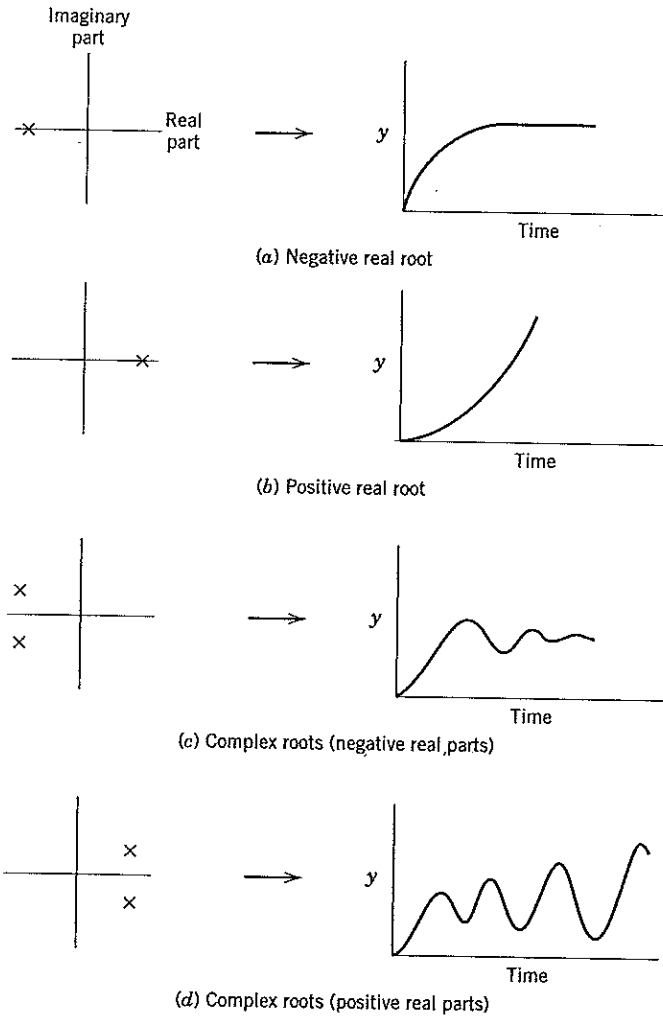 Imaginary
part
Real
part
y
Time
(a) Negative real root
y
Time
(b) Positive real root
y
Time
(c) Complex roots (negative real parts)
y
Time
(d) Complex roots (positive real parts)